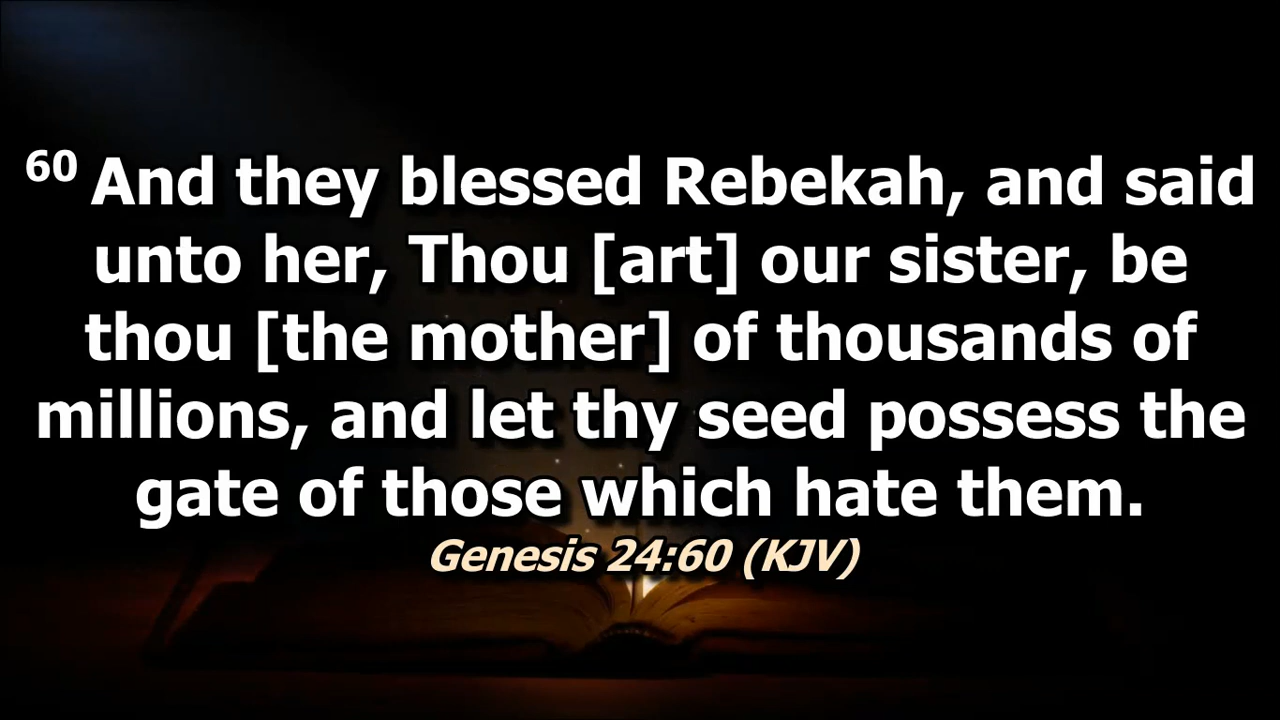 60 And they blessed Rebekah, and said
unto her, Thou [art] our sister, be
thou [the mother] of thousands of
millions, and let thy seed possess the
gate of those which hate them.
Genesis 24:60 (KJV)